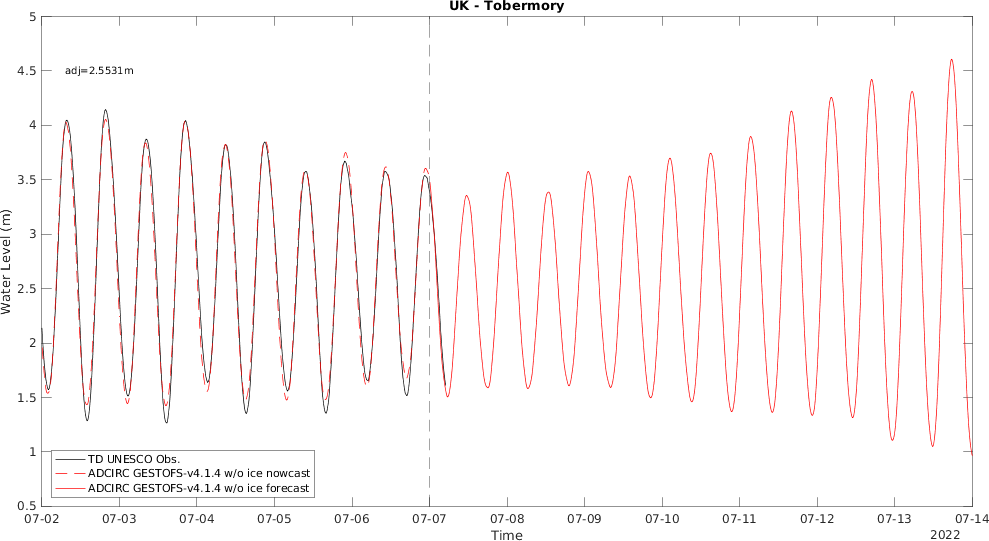 UK - Tobermory
5
4.5
4
3.5
3
2.5
2
1.5
1
0.5
Water Level (m)
adj=2.5531m
TD UNESCO Obs.
ADCIRC GESTOFS-v4.1.4 w/o ice nowcast
ADCIRC GESTOFS-v4.1.4 w/o ice forecast
07-02 07-03 07-04 07-05 07-06 07-07 07-08 07-09 07-10 07-11 07-12 07-13 07-14
Time
2022